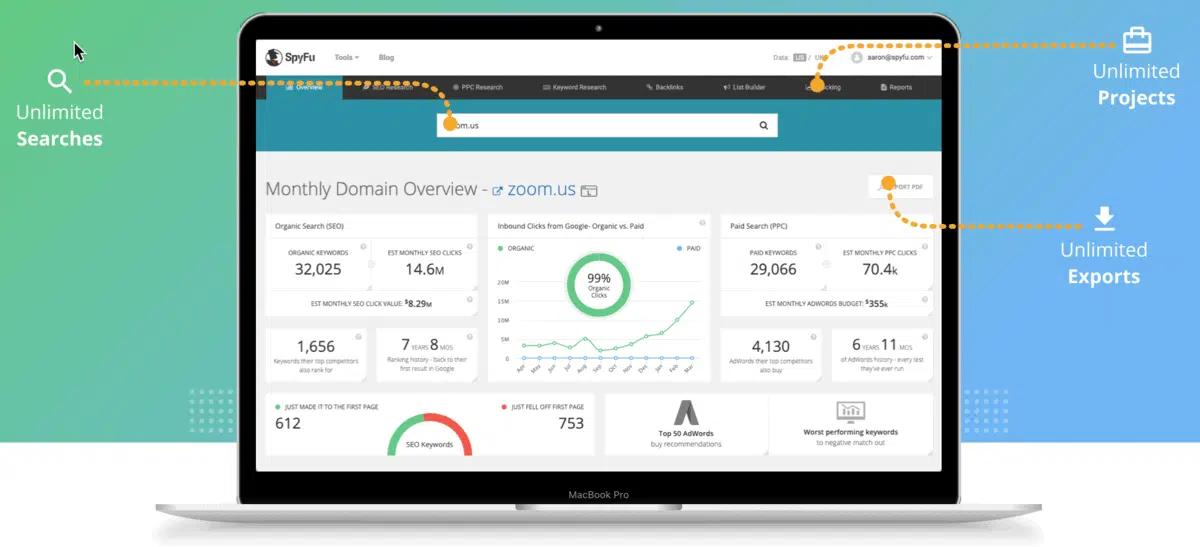 Unlimited
Searches
Unlimited
Projects
Unlimited
Exports
SpyFu
Tools
Blog
Data US / UK
aaron@spyfu.com
Overview
SEO Research
PPC Research
Keyword Research
Backlinks
List Builder
Reports
om.us
Monthly Domain Overview - zoom.us
PDF
Organic Search (SEO)
ORGANIC KEYWORDS
32,025
EST MONTHLY SEO CLICKS
14.6M
EST MONTHLY SEO CLICK VALUE: $8.29M
1,656
Keywords their top competitors
also rank for
7 YEARS 8 MOS
Ranking history - back to their
first result in Google
Inbound Clicks from Google- Organic vs. Paid
ORGANIC
PAID
99%
Organic
Clicks
20M
15M
10M
5M
0
Apr May Jun Jul Aug Sep Oct Nov Dec Jan Feb Mar
Paid Search (PPC)
PAID KEYWORDS
29,066
EST MONTHLY PPC CLICKS
70.4k
EST MONTHLY ADWORDS BUDGET: $355k
4,130
AdWords their top competitors
also buy
6 YEARS 11 MOS
of AdWords history - every test
they've ever run
JUST MADE IT TO THE FIRST PAGE
612
SEO Keywords
JUST FELL OFF FIRST PAGE
753
Top 50 AdWords
buy recommendations.
Worst performing keywords
to negative match out
MacBook Pro